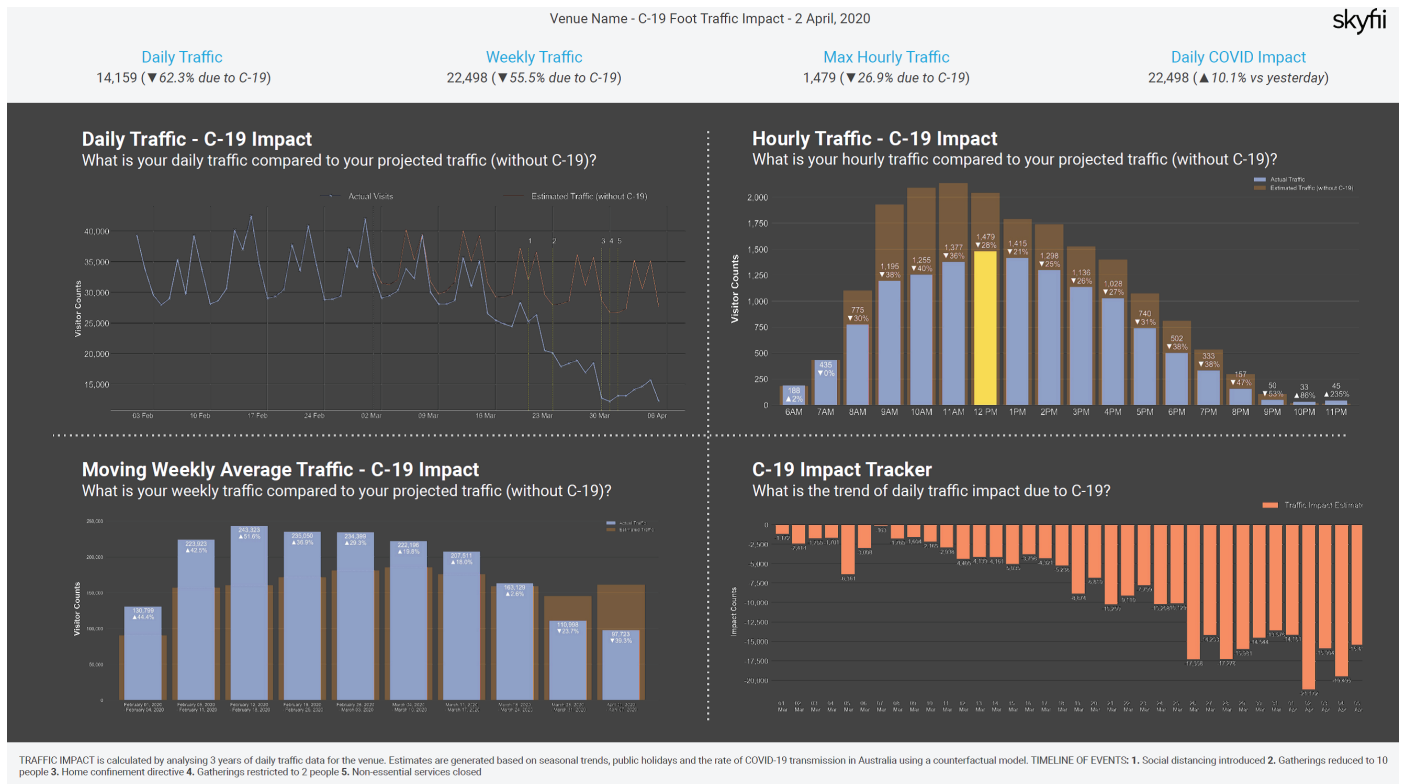 Venue Name - C-19 Foot Traffic Impact - 2 April, 2020
skyfii
Daily Traffic
14,159 (▼62.3% due to C-19)
Weekly Traffic
22,498 (▼55.5% due to C-19)
Max Hourly Traffic
1,479 (▼26.9% due to C-19)
Daily COVID Impact
22,498 (▲10.1% vs yesterday)
Daily Traffic - C-19 Impact
What is your daily traffic compared to your projected traffic (without C-19)?
Actual Visits
Estimated Traffic (without C-19)
1 2 3 4 5
Visitor Counts
40,000
35,000
30,000
25,000
20,000
15,000
03 Feb 10 Feb 17 Feb 24 Feb 02 Mar 09 Mar 16 Mar 23 Mar 30 Mar 06 Apr
Hourly Traffic - C-19 Impact
What is your hourly traffic compared to your projected traffic (without C-19)?
Actual Traffic
Estimated Traffic (without C-19)
Visitor Counts
2,000
1,750
1,500
1,250
1,000
750
500
250
0
▲2%
435
▼0%
775
▼30%
1,195
▼38%
1,255
▼40%
1,377
▼36%
1,479
▼28%
1,415
▼21%
1,298
▼25%
1,136
▼26%
1,028
▼27%
740
▼31%
502
▼38%
333
▼38%
157
▼47%
50
▼53%
33
▲86%
45
▲235%
6AM 7AM 8AM 9AM 10AM 11AM 12 PM 1PM 2PM 3PM 4PM 5PM 6PM 7PM 8PM 9PM 10PM 11PM
Moving Weekly Average Traffic - C-19 Impact
What is your weekly traffic compared to your projected traffic (without C-19)?
Actual Traffic
Estimated Traffic
Visitor Counts
200,000
150,000
100,000
50,000
0
130,799
▲44.4%
223,923
▲42.5%
243,323
▲51.6%
▲36.8%
234,399
▲29.3%
▲19.8%
207,511
▲18.6%
▲2.6%
▼23.7%
97,723
▼39.3%
C-19 Impact Tracker
What is the trend of daily traffic impact due to C-19?
Traffic Impact Estimate
Impact Counts
0
-2,500
-5,000
-7,500
-10,000
-12,500
-15,000
-17,500
-20,000
TRAFFIC IMPACT is calculated by analysing 3 years of daily traffic data for the venue. Estimates are generated based on seasonal trends, public holidays and the rate of COVID-19 transmission in Australia using a counterfactual model. TIMELINE OF EVENTS: 1. Social distancing introduced 2. Gatherings reduced to 10
people 3. Home confinement directive 4. Gatherings restricted to 2 people 5. Non-essential services closed